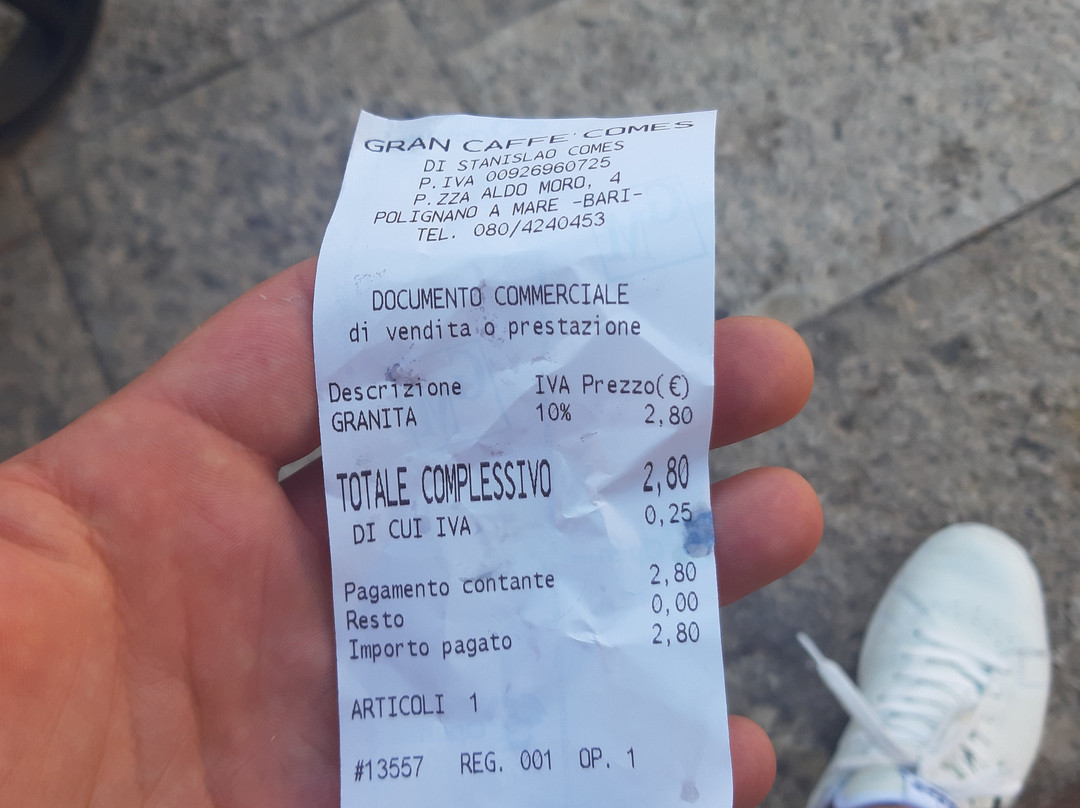 GRAN CAFFE' COMES
DI STANISLAO COMES
P.IVA 00926960725
P.ZZA ALDO MORO, 4
POLIGNANO A MARE -BARI-
TEL. 080/4240453
DOCUMENTO COMMERCIALE
di vendita o prestazione
Descrizione IVA Prezzo(€)
GRANITA 10% 2,80
TOTALE COMPLESSIVO 2,80
DI CUI IVA 0,25
Pagamento contante 2,80
Resto 0,00
Importo pagato 2,80
ARTICOLI 1
#13557 REG. 001 OP. 1